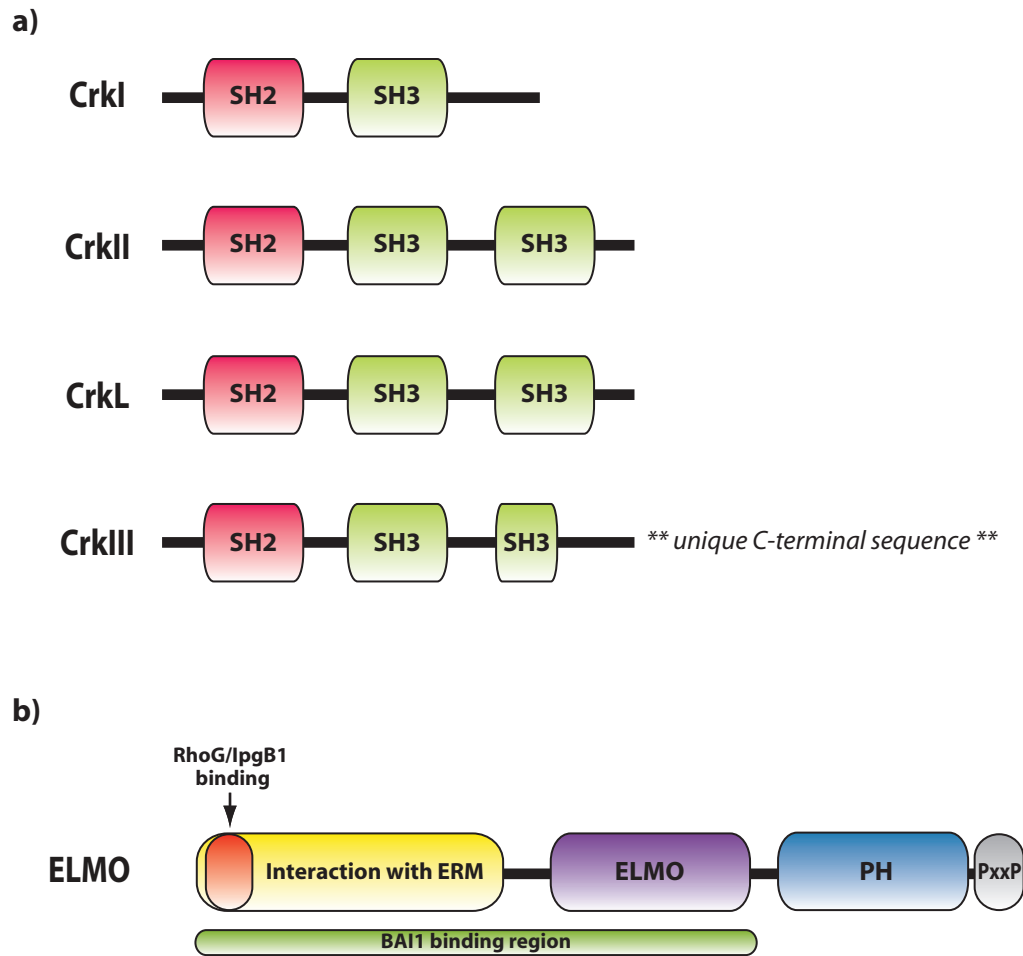 a)
CrkI
SH2 SH3
CrkII
SH2 SH3 SH3
CrkL
SH2 SH3 SH3
CrkIII
SH2 SH3 SH3 ** unique C-terminal sequence **
b)
RhoG/IpgB1
binding
ELMO
Interaction with ERM ELMO PH PxxP
BAI1 binding region